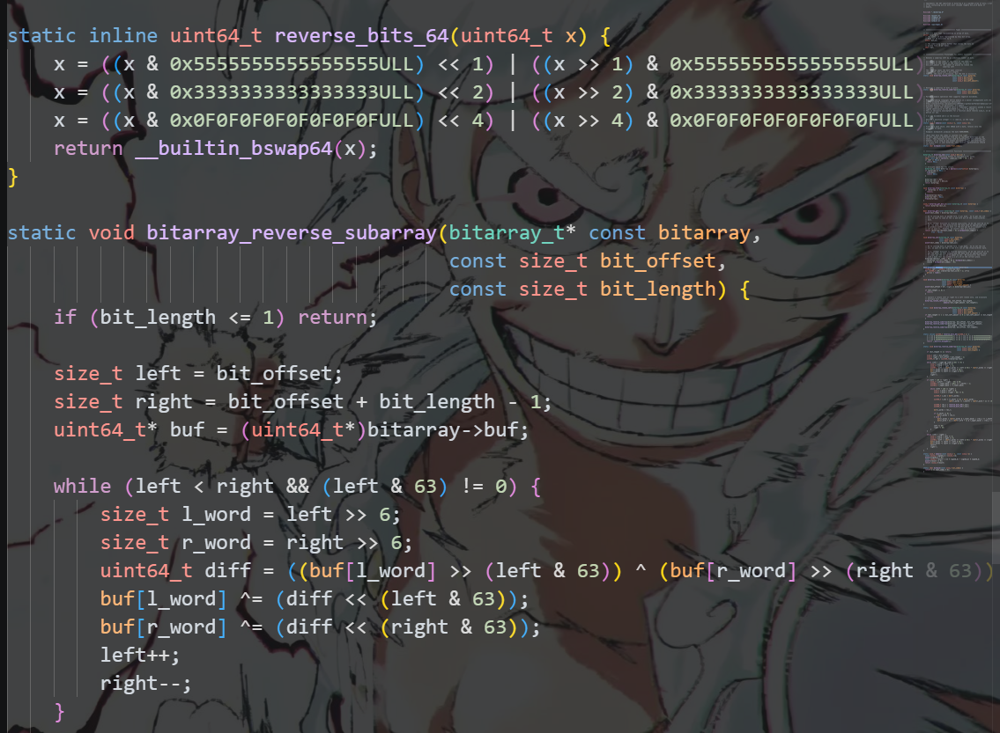 static inline uint64_t reverse_bits_64(uint64_t x) {
    x = ((x & 0x5555555555555555ULL) << 1) | ((x >> 1) & 0x5555555555555555ULL);
    x = ((x & 0x3333333333333333ULL) << 2) | ((x >> 2) & 0x3333333333333333ULL);
    x = ((x & 0x0F0F0F0F0F0F0F0FULL) << 4) | ((x >> 4) & 0x0F0F0F0F0F0F0F0FULL);
    return __builtin_bswap64(x);
}
static void bitarray_reverse_subarray(bitarray_t* const bitarray,
                                      const size_t bit_offset,
                                      const size_t bit_length) {
    if (bit_length <= 1) return;
    size_t left = bit_offset;
    size_t right = bit_offset + bit_length - 1;
    uint64_t* buf = (uint64_t*)bitarray->buf;
    while (left < right && (left & 63) != 0) {
        size_t l_word = left >> 6;
        size_t r_word = right >> 6;
        uint64_t diff = ((buf[l_word] >> (left & 63)) ^ (buf[r_word] >> (right & 63))
        buf[l_word] ^= (diff << (left & 63));
        buf[r_word] ^= (diff << (right & 63));
        left++;
        right--;
    }